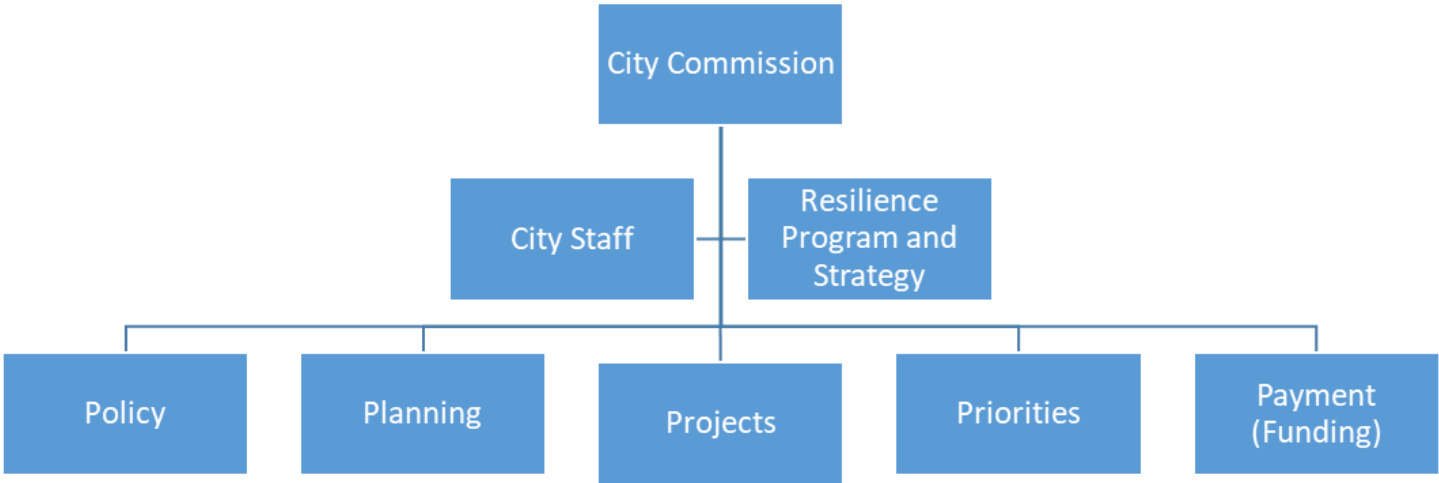 City Commission
City Staff
Resilience
Program and
Strategy
Policy
Planning
Projects
Priorities
Payment
(Funding)